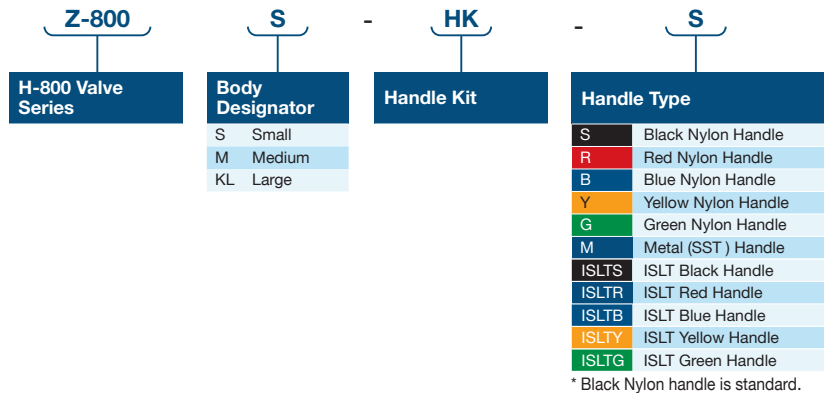 Z-800 S - HK - S
H-800 Valve
Series
Body
Designator
S Small
M Medium
KL Large
Handle Kit
Handle Type
S Black Nylon Handle
R Red Nylon Handle
B Blue Nylon Handle
Y Yellow Nylon Handle
G Green Nylon Handle
M Metal (SST ) Handle
ISLTS ISLT Black Handle
ISLTR ISLT Red Handle
ISLTB ISLT Blue Handle
ISLTY ISLT Yellow Handle
ISLTG ISLT Green Handle
* Black Nylon handle is standard.